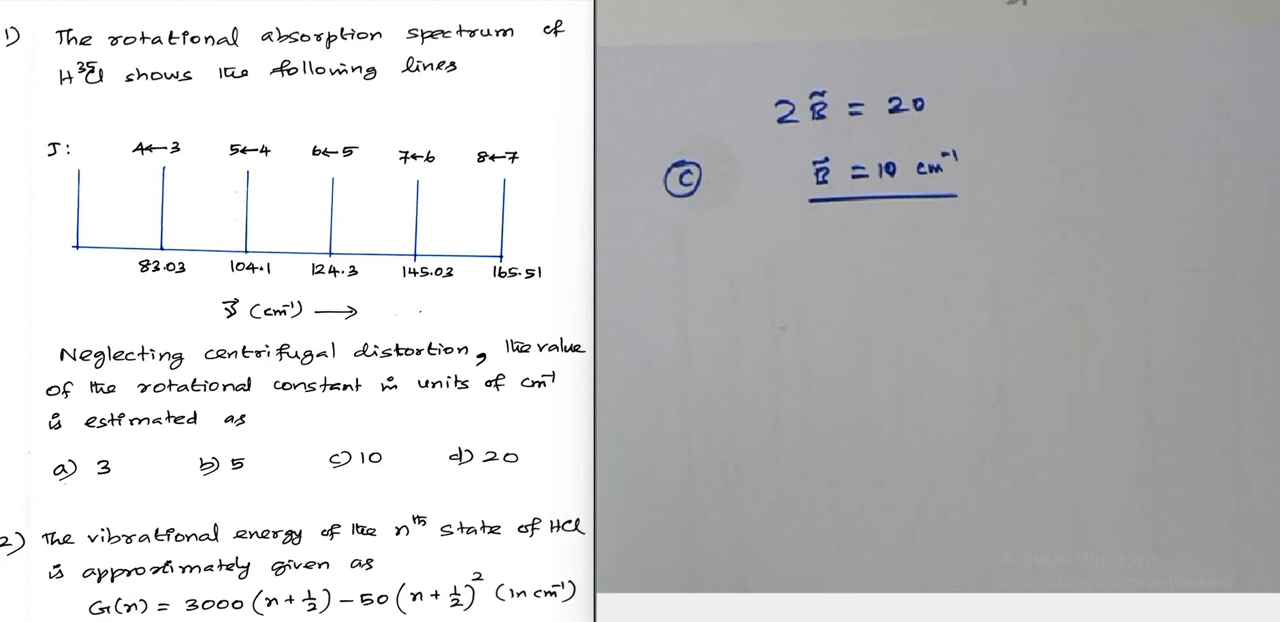 1) The rotational absorption spectrum of
H³⁵Cl shows the following lines
J: 4←3 5←4 6←5 7←6 8←7
83.03 104.1 124.3 145.03 165.51
ν̃ (cm⁻¹) →
Neglecting centrifugal distortion, the value
of the rotational constant in units of cm⁻¹
is estimated as
a) 3 b) 5 c) 10 d) 20
2) The vibrational energy of the nᵗʰ state of HCl
is approximately given as
G(n) = 3000 (n + 1/2) - 50 (n + 1/2)² (in cm⁻¹)
2B̃ = 20
(C) B̃ = 10 cm⁻¹
Activate Windows